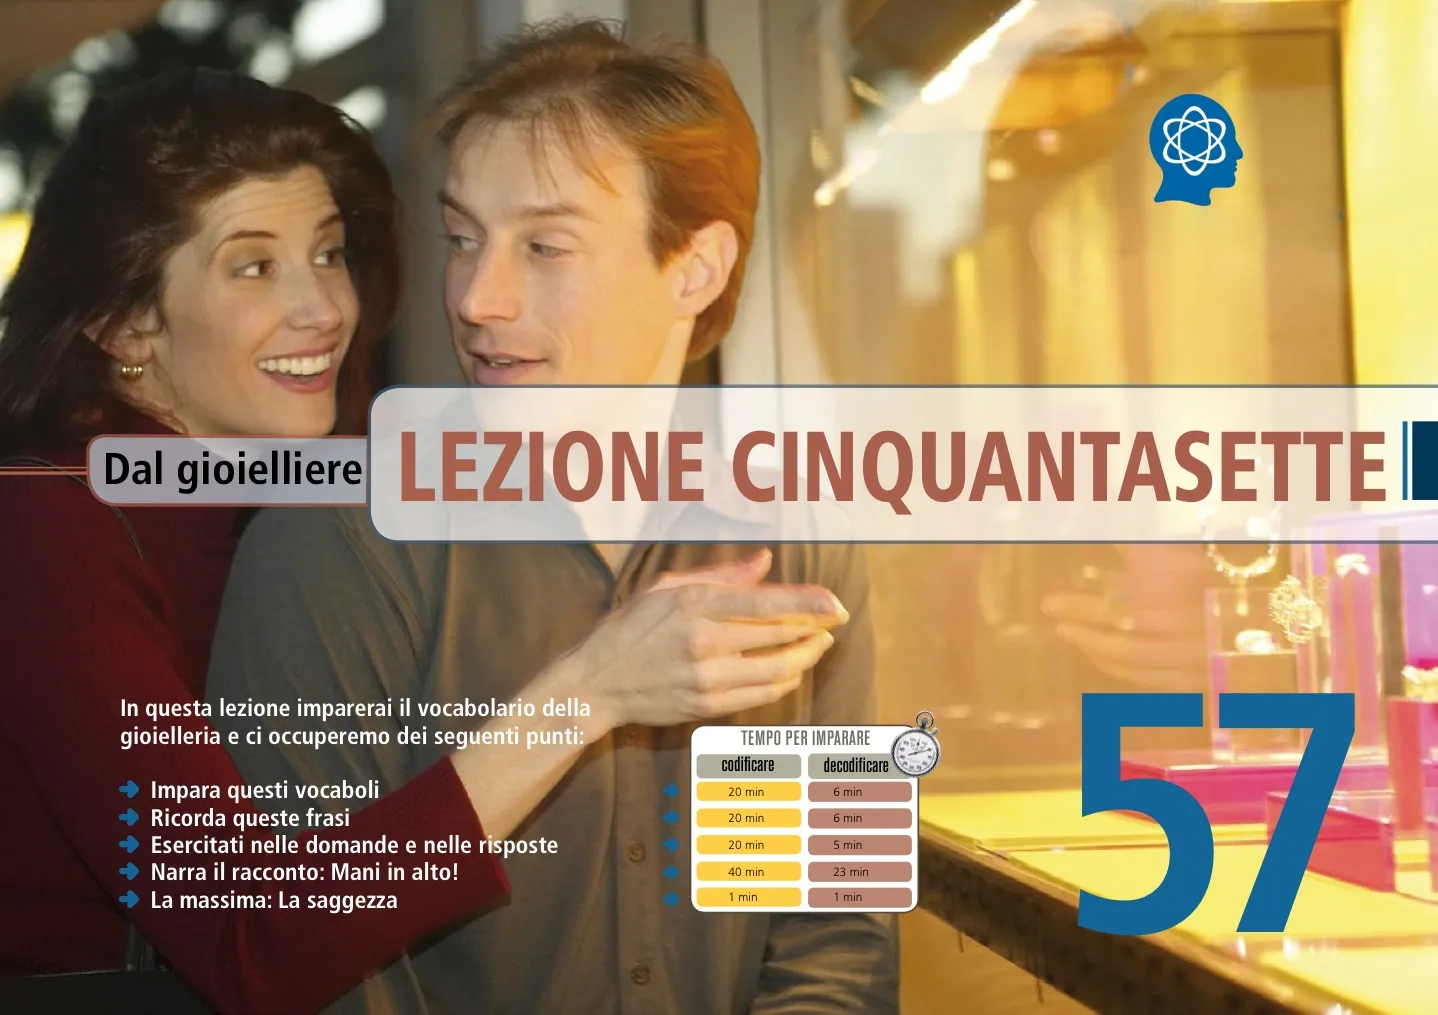 Dal gioielliere
LEZIONE CINQUANTASETTE
In questa lezione imparerai il vocabolario della
gioielleria e ci occuperemo dei seguenti punti:
Impara questi vocaboli
Ricorda queste frasi
Esercitati nelle domande e nelle risposte
Narra il racconto: Mani in alto!
La massima: La saggezza
TEMPO PER IMPARARE
codificare decodificare
20 min 6 min
20 min 6 min
20 min 5 min
40 min 23 min
1 min 1 min
57